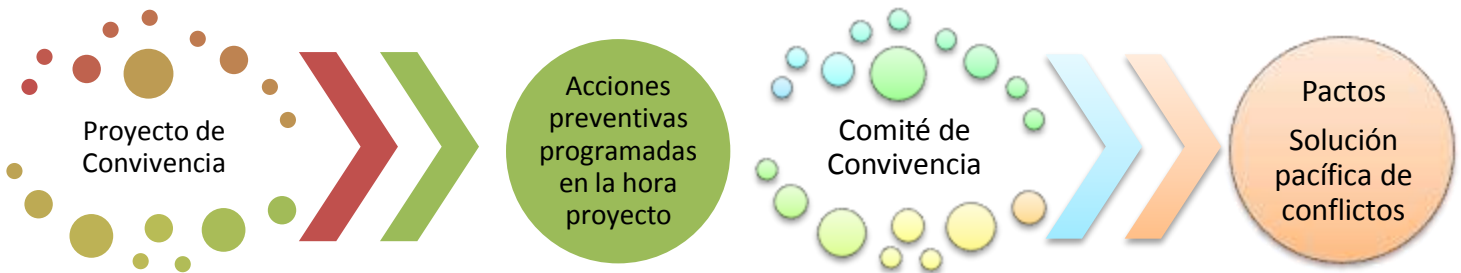 Proyecto de
Convivencia
Acciones
preventivas
programadas
en la hora
proyecto
Comité de
Convivencia
Pactos
Solución
pacífica de
conflictos